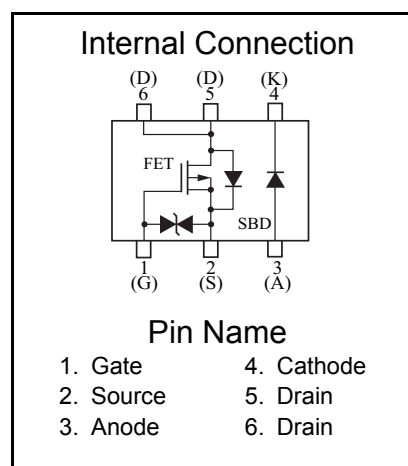 Internal Connection
(D) (D) (K)
6 5 4
FET
SBD
1 2 3
(G) (S) (A)
Pin Name
1. Gate 4. Cathode
2. Source 5. Drain
3. Anode 6. Drain